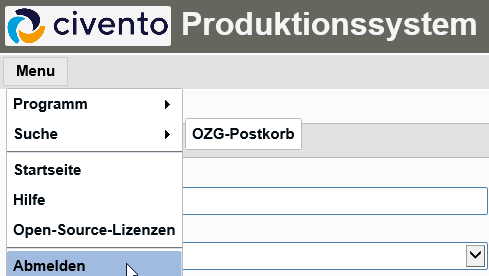 civento Produktionssystem
Menu
Programm
Suche
OZG-Postkorb
Startseite
Hilfe
Open-Source-Lizenzen
Abmelden